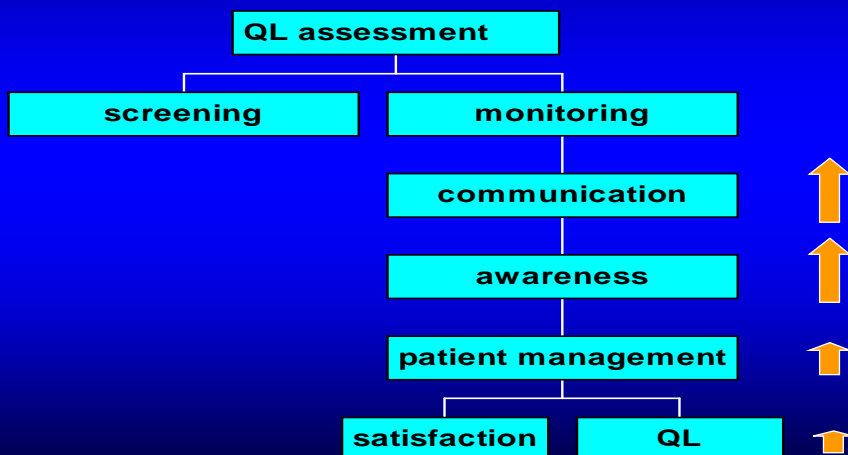 QL assessment
screening
monitoring
communication
awareness
patient management
satisfaction
QL